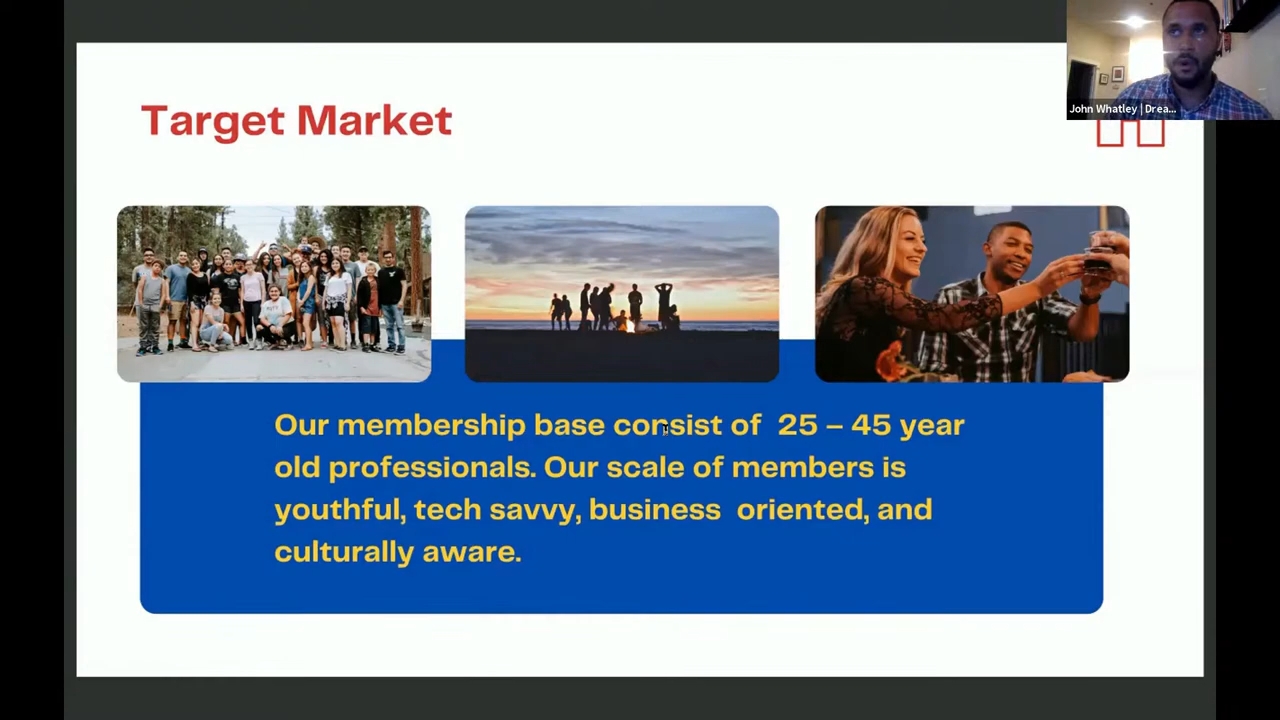 John Whatley | Drea...
Target Market
Our membership base consist of 25 – 45 year
old professionals. Our scale of members is
youthful, tech savvy, business oriented, and
culturally aware.